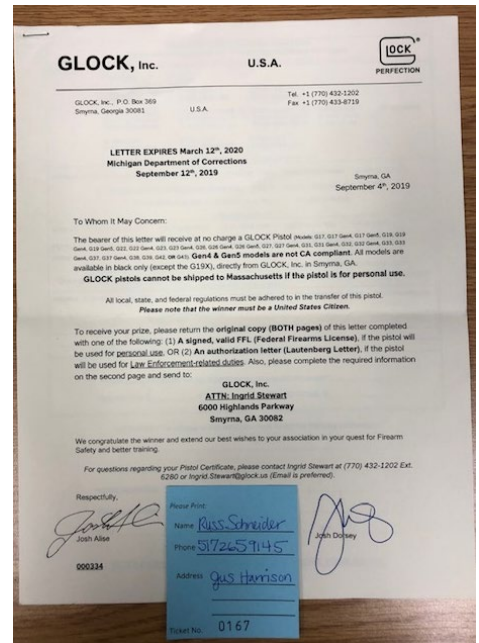 GLOCK, Inc.
U.S.A.
GLOCK
PERFECTION
GLOCK, Inc., P.O. Box 369
Smyrna, Georgia 30081
U.S.A.
Tel. +1 (770) 432-1202
Fax +1 (770) 433-8719
LETTER EXPIRES March 12th, 2020
Michigan Department of Corrections
September 12th, 2019
Smyrna, GA
September 4th, 2019
To Whom It May Concern:
The bearer of this letter will receive at no charge a GLOCK Pistol
Gen4 & Gen5 models are not CA compliant. All models are
available in black only (except the G19X), directly from GLOCK, Inc. in Smyrna, GA.
GLOCK pistols cannot be shipped to Massachusetts if the pistol is for personal use.
All local, state, and federal regulations must be adhered to in the transfer of this pistol.
Please note that the winner must be a United States Citizen.
To receive your prize, please return the original copy (BOTH pages) of this letter completed
with one of the following: (1) A signed, valid FFL (Federal Firearms License), if the pistol will
be used for personal use, OR (2) An authorization letter (Lautenberg Letter), if the pistol
will be used for Law Enforcement-related duties. Also, please complete the required information
on the second page and send to:
GLOCK, Inc.
ATTN: Ingrid Stewart
6000 Highlands Parkway
Smyrna, GA 30082
We congratulate the winner and extend our best wishes to your association in your quest for Firearm
Safety and better training.
For questions regarding your Pistol Certificate, please contact Ingrid Stewart at (770) 432-1202 Ext.
6280 or Ingrid.Stewart@glock.us (Email is preferred).
Respectfully,
Josh Alise
000334
Josh Dorsey
Please Print:
Name Russ Schneider
Phone 5172659145
Address Gus Harrison
Ticket No. 0167